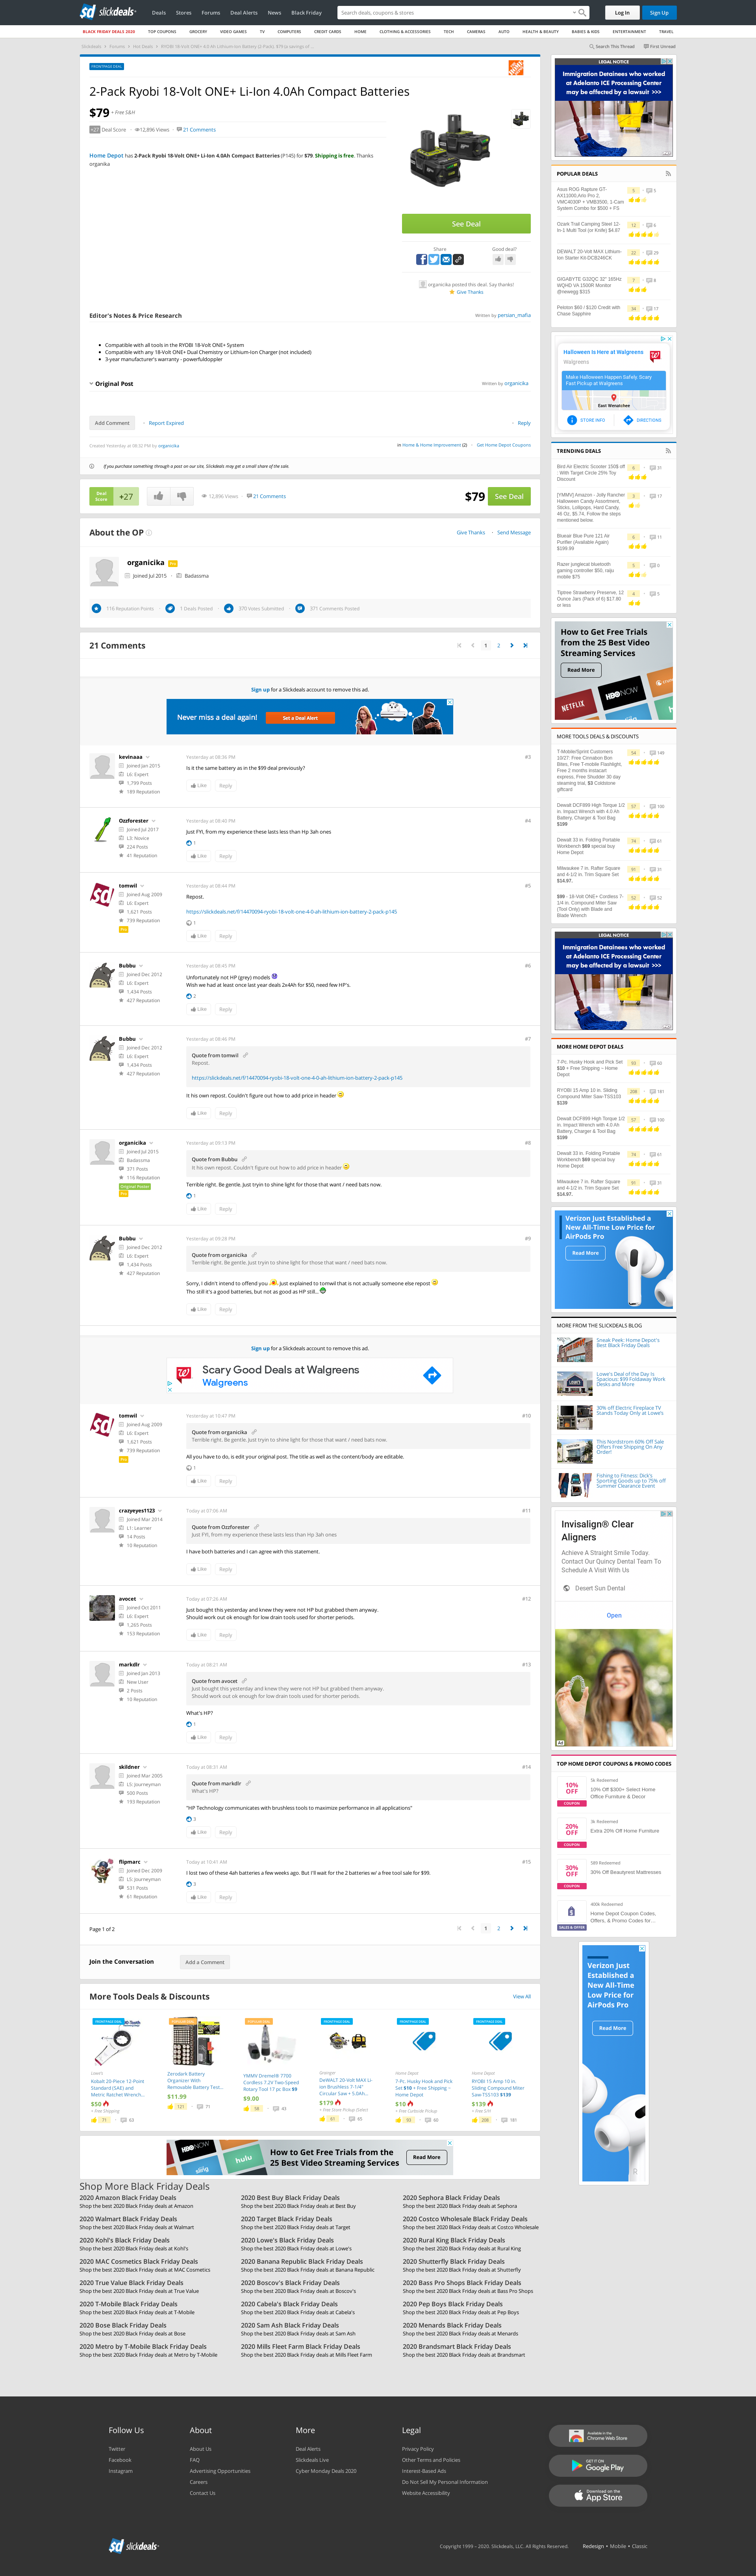 slickdeals
Deals Stores Forums Deal Alerts News Black Friday
Search deals, coupons & stores
Log In
Sign Up
BLACK FRIDAY DEALS 2020 TOP COUPONS GROCERY VIDEO GAMES TV COMPUTERS CREDIT CARDS HOME CLOTHING & ACCESSORIES TECH CAMERAS AUTO HEALTH & BEAUTY BABIES & KIDS ENTERTAINMENT TRAVEL
Search This Thread First Unread
FRONTPAGE DEAL
2-Pack Ryobi 18-Volt ONE+ Li-Ion 4.0Ah Compact Batteries
$79 + Free S&H
+27 Deal Score 12,896 Views 21 Comments
Home Depot has 2-Pack Ryobi 18-Volt ONE+ Li-Ion 4.0Ah Compact Batteries (P145) for $79. Shipping is free. Thanks
organika
See Deal
Share Good deal?
organika posted this deal. Say thanks!
Give Thanks
Editor's Notes & Price Research Written by persian_mafia
Compatible with all tools in the RYOBI 18-Volt ONE+ System
Compatible with any 18-Volt ONE+ Dual Chemistry or Lithium-Ion Charger (not included)
3-year manufacturer's warranty - powerfuldoppler
Original Post Written by organicka
Add Comment Report Expired Reply
Created Yesterday at 08:33 PM by organicka in Home & Home Improvement (2) Get Home Depot Coupons
If you purchase something through a post on our site, Slickdeals may get a small share of the sale.
Deal
Score
+27 12,896 Views 21 Comments $79 See Deal
About the OP Give Thanks Send Message
organicka Pro
Joined Jul 2015 Badassma
116 Reputation Points 1 Deals Posted 370 Votes Submitted 371 Comments Posted
21 Comments 1 2
Sign up for a Slickdeals account to remove this ad.
Never miss a deal again! Set a Deal Alert
kevinaaa Yesterday at 08:36 PM #3
Joined Jan 2015
L6: Expert
1,799 Posts
189 Reputation
Is it the same battery as in the $99 deal previously?
Like Reply
Ozzforester Yesterday at 08:40 PM #4
Joined Jul 2017
L3: Novice
224 Posts
41 Reputation
Just FYI, from my experience these lasts less than Hp 3ah ones
1
Like Reply
tomwil Yesterday at 08:44 PM #5
Joined Aug 2009
L6: Expert
1,621 Posts
739 Reputation
Pro
Repost.
https://slickdeals.net/f/14470094-ryobi-18-volt-one-4-0-ah-lithium-ion-battery-2-pack-p145
1
Like Reply
Bubbu Yesterday at 08:45 PM #6
Joined Dec 2012
L6: Expert
1,434 Posts
427 Reputation
Unfortunately not HP (grey) models
Wish we had at least once last year deals 2x4Ah for $50, need few HP's.
2
Like Reply
Bubbu Yesterday at 08:46 PM #7
Joined Dec 2012
L6: Expert
1,434 Posts
427 Reputation
Quote from tomwil
Repost.
https://slickdeals.net/f/14470094-ryobi-18-volt-one-4-0-ah-lithium-ion-battery-2-pack-p145
It his own repost. Couldn't figure out how to add price in header
Like Reply
organicka Yesterday at 09:13 PM #8
Joined Jul 2015
Badassma
371 Posts
116 Reputation
Original Poster
Pro
Quote from Bubbu
It his own repost. Couldn't figure out how to add price in header
Terrible right. Be gentle. Just tryin to shine light for those that want / need bats now.
1
Like Reply
Bubbu Yesterday at 09:28 PM #9
Joined Dec 2012
L6: Expert
1,434 Posts
427 Reputation
Quote from organicka
Terrible right. Be gentle. Just tryin to shine light for those that want / need bats now.
Sorry, I didn't intend to offend you , just explained to tomwil that is not actually someone else repost
Tho still it's a good batteries, but not as good as HP still...
Like Reply
Sign up for a Slickdeals account to remove this ad.
Scary Good Deals at Walgreens
Walgreens
tomwil Yesterday at 10:47 PM #10
Joined Aug 2009
L6: Expert
1,621 Posts
739 Reputation
Pro
Quote from organicka
Terrible right. Be gentle. Just tryin to shine light for those that want / need bats now.
All you have to do, is edit your original post. The title as well as the content/body are editable.
1
Like Reply
crazyeyes1123 Today at 07:06 AM #11
Joined Mar 2014
L1: Learner
14 Posts
10 Reputation
Quote from Ozzforester
Just FYI, from my experience these lasts less than Hp 3ah ones
I have both batteries and I can agree with this statement.
Like Reply
avocet Today at 07:26 AM #12
Joined Oct 2011
L6: Expert
1,265 Posts
153 Reputation
Just bought this yesterday and knew they were not HP but grabbed them anyway.
Should work out ok enough for low drain tools used for shorter periods.
Like Reply
markdlr Today at 08:21 AM #13
Joined Jan 2013
New User
2 Posts
10 Reputation
Quote from avocet
Just bought this yesterday and knew they were not HP but grabbed them anyway.
Should work out ok enough for low drain tools used for shorter periods.
What's HP?
1
Like Reply
skildner Today at 08:31 AM #14
Joined Mar 2005
L5: Journeyman
500 Posts
193 Reputation
Quote from markdlr
What's HP?
"HP Technology communicates with brushless tools to maximize performance in all applications"
3
Like Reply
flipmarc Today at 10:41 AM #15
Joined Dec 2009
L5: Journeyman
531 Posts
61 Reputation
I lost two of these 4ah batteries a few weeks ago. But I'll wait for the 2 batteries w/ a free tool sale for $99.
3
Like Reply
Page 1 of 2 1 2
Join the Conversation Add a Comment
More Tools Deals & Discounts View All
Kobalt 20-Piece 12 Point
Standard (SAE) and
Metric Ratchet Wrench...
$50
+ Free Shipping
71 63
Zerodark Battery
Organizer With
Removable Battery Test...
$11.99
121 71
YMMV Dremel® 7700
Cordless 7.2V Two-Speed
Rotary Tool 17 pc Box $9
$9.00
58 43
Grainger
DeWALT 20-Volt MAX Li-
ion Brushless 7-1/4"
Circular Saw + 5.0Ah...
$179
+ Free Store Pickup (Select)
61 65
Home Depot
7-Pc. Husky Hook and Pick
Set $10 + Free Shipping ~
Home Depot
$10
+ Free Curbside Pickup
93 60
Home Depot
RYOBI 15 Amp 10 in.
Sliding Compound Miter
Saw-TSS103 $139
$139
+ Free S/H
208 161
How to Get Free Trials from the
25 Best Video Streaming Services
Read More
Shop More Black Friday Deals
2020 Amazon Black Friday Deals
Shop the best 2020 Black Friday deals at Amazon
2020 Best Buy Black Friday Deals
Shop the best 2020 Black Friday deals at Best Buy
2020 Sephora Black Friday Deals
Shop the best 2020 Black Friday deals at Sephora
2020 Walmart Black Friday Deals
Shop the best 2020 Black Friday deals at Walmart
2020 Target Black Friday Deals
Shop the best 2020 Black Friday deals at Target
2020 Costco Wholesale Black Friday Deals
Shop the best 2020 Black Friday deals at Costco Wholesale
2020 Kohl's Black Friday Deals
Shop the best 2020 Black Friday deals at Kohl's
2020 Lowe's Black Friday Deals
Shop the best 2020 Black Friday deals at Lowe's
2020 Rural King Black Friday Deals
Shop the best 2020 Black Friday deals at Rural King
2020 MAC Cosmetics Black Friday Deals
Shop the best 2020 Black Friday deals at MAC Cosmetics
2020 Banana Republic Black Friday Deals
Shop the best 2020 Black Friday deals at Banana Republic
2020 Shutterfly Black Friday Deals
Shop the best 2020 Black Friday deals at Shutterfly
2020 True Value Black Friday Deals
Shop the best 2020 Black Friday deals at True Value
2020 Boscov's Black Friday Deals
Shop the best 2020 Black Friday deals at Boscov's
2020 Bass Pro Shops Black Friday Deals
Shop the best 2020 Black Friday deals at Bass Pro Shops
2020 T-Mobile Black Friday Deals
Shop the best 2020 Black Friday deals at T-Mobile
2020 Cabela's Black Friday Deals
Shop the best 2020 Black Friday deals at Cabela's
2020 Pep Boys Black Friday Deals
Shop the best 2020 Black Friday deals at Pep Boys
2020 Bose Black Friday Deals
Shop the best 2020 Black Friday deals at Bose
2020 Sam Ash Black Friday Deals
Shop the best 2020 Black Friday deals at Sam Ash
2020 Menards Black Friday Deals
Shop the best 2020 Black Friday deals at Menards
2020 Metro by T-Mobile Black Friday Deals
Shop the best 2020 Black Friday deals at Metro by T-Mobile
2020 Mills Fleet Farm Black Friday Deals
Shop the best 2020 Black Friday deals at Mills Fleet Farm
2020 Brandsmart Black Friday Deals
Shop the best 2020 Black Friday deals at Brandsmart
LEGAL NOTICE
Immigration Detainees who worked
at Adelanto ICE Processing Center
may be affected by a lawsuit >>>
POPULAR DEALS
Asus ROG Rapture GT-
AX11000,Arlo Pro 2,
VMC4030P + VMB3500, 1-Cam
System Combo for $500 + FS
5 3
Ozark Trail Camping Steel 12-
In-1 Multi Tool (or Knife) $4.87
12 6
DEWALT 20-Volt MAX Lithium-
Ion Starter Kit-DCB246CK
22 29
GIGABYTE G32QC 32" 165Hz
WQHD VA 1500R Monitor
@newegg $315
7 8
Peloton $60 / $120 Credit with
Chase Sapphire
34 17
Halloween Is Here at Walgreens
Walgreens
Make Halloween Happen Safely. Scary
Fast Pickup at Walgreens
East Wenatchee
STORE INFO DIRECTIONS
TRENDING DEALS
Bird Air Electric Scooter 150$ off
- With Target Circle 25% Toy
Discount
6 31
[YMMV] Amazon - Jolly Rancher
Halloween Candy Assortment,
Sticks, Lollipops, Hard Candy,
46 Oz, $5.74, Follow the steps
mentioned below.
3 17
Blueair Blue Pure 121 Air
Purifier (Available Again)
$199.99
6 11
Razer junglecat bluetooth
gaming controller $50, raiju
mobile $75
5 0
Tiptree Strawberry Preserve, 12
Ounce Jars (Pack of 6) $17.80
or less
4 5
How to Get Free Trials
from the 25 Best Video
Streaming Services
Read More
NETFLIX HBO NOW
MORE TOOLS DEALS & DISCOUNTS
T-Mobile/Sprint Customers
10/27: Free Cinnabon Bon
Bites, Free T-mobile Flashlight,
Free 2 months instacart
express, Free Shudder 30 day
steaming trial, $3 Coldstone
giftcard
54 149
Dewalt DCF899 High Torque 1/2
in. Impact Wrench with 4.0 Ah
Battery, Charger & Tool Bag
$199
57 100
Dewalt 33 in. Folding Portable
Workbench $69 special buy
Home Depot
74 61
Milwaukee 7 in. Rafter Square
and 4-1/2 in. Trim Square Set
$14.97.
91 31
$99 - 18-Volt ONE+ Cordless 7-
1/4 in. Compound Miter Saw
(Tool Only) with Blade and
Blade Wrench
52 52
LEGAL NOTICE
Immigration Detainees who worked
at Adelanto ICE Processing Center
may be affected by a lawsuit >>>
MORE HOME DEPOT DEALS
7-Pc. Husky Hook and Pick Set
$10 + Free Shipping ~ Home
Depot
93 60
RYOBI 15 Amp 10 in. Sliding
Compound Miter Saw-TSS103
$139
208 161
Dewalt DCF899 High Torque 1/2
in. Impact Wrench with 4.0 Ah
Battery, Charger & Tool Bag
$199
57 100
Dewalt 33 in. Folding Portable
Workbench $69 special buy
Home Depot
74 61
Milwaukee 7 in. Rafter Square
and 4-1/2 in. Trim Square Set
$14.97.
91 31
Verizon Just Established a
New All-Time Low Price for
AirPods Pro
Read More
MORE FROM THE SLICKDEALS BLOG
Sneak Peek: Home Depot's
Best Black Friday Deals
Lowe's Deal of the Day Is
Spacious: $99 Foldaway Work
Desks and More
30% off Electric Fireplace TV
Stands Today Only at Lowe's
This Nordstrom 60% Off Sale
Offers Free Shipping On Any
Order!
Fishing to Fitness: Dick's
Sporting Goods up to 75% off
Summer Clearance Event
Invisalign® Clear
Aligners
Achieve A Straight Smile Today.
Contact Our Quincy Dental Team To
Schedule A Visit With Us
Desert Sun Dental
Open
Ad
TOP HOME DEPOT COUPONS & PROMO CODES
10%
OFF
COUPON
5k Redeemed
10% Off $300+ Select Home
Office Furniture & Decor
20%
OFF
COUPON
3k Redeemed
Extra 20% Off Home Furniture
30%
OFF
COUPON
589 Redeemed
30% Off Beautyrest Mattresses
SALES & OFFER
400k Redeemed
Home Depot Coupon Codes,
Offers, & Promo Codes for...
Verizon Just
Established a
New All-Time
Low Price for
AirPods Pro
Read More
Follow Us
Twitter
Facebook
Instagram
About
About Us
FAQ
Advertising Opportunities
Careers
Contact Us
More
Deal Alerts
Slickdeals Live
Cyber Monday Deals 2020
Legal
Privacy Policy
Other Terms and Policies
Interest-Based Ads
Do Not Sell My Personal Information
Website Accessibility
Available in the
Chrome Web Store
GET IT ON
Google Play
Download on the
App Store
slickdeals
Copyright 1999 - 2020. Slickdeals, LLC. All Rights Reserved. Redesign • Mobile • Classic